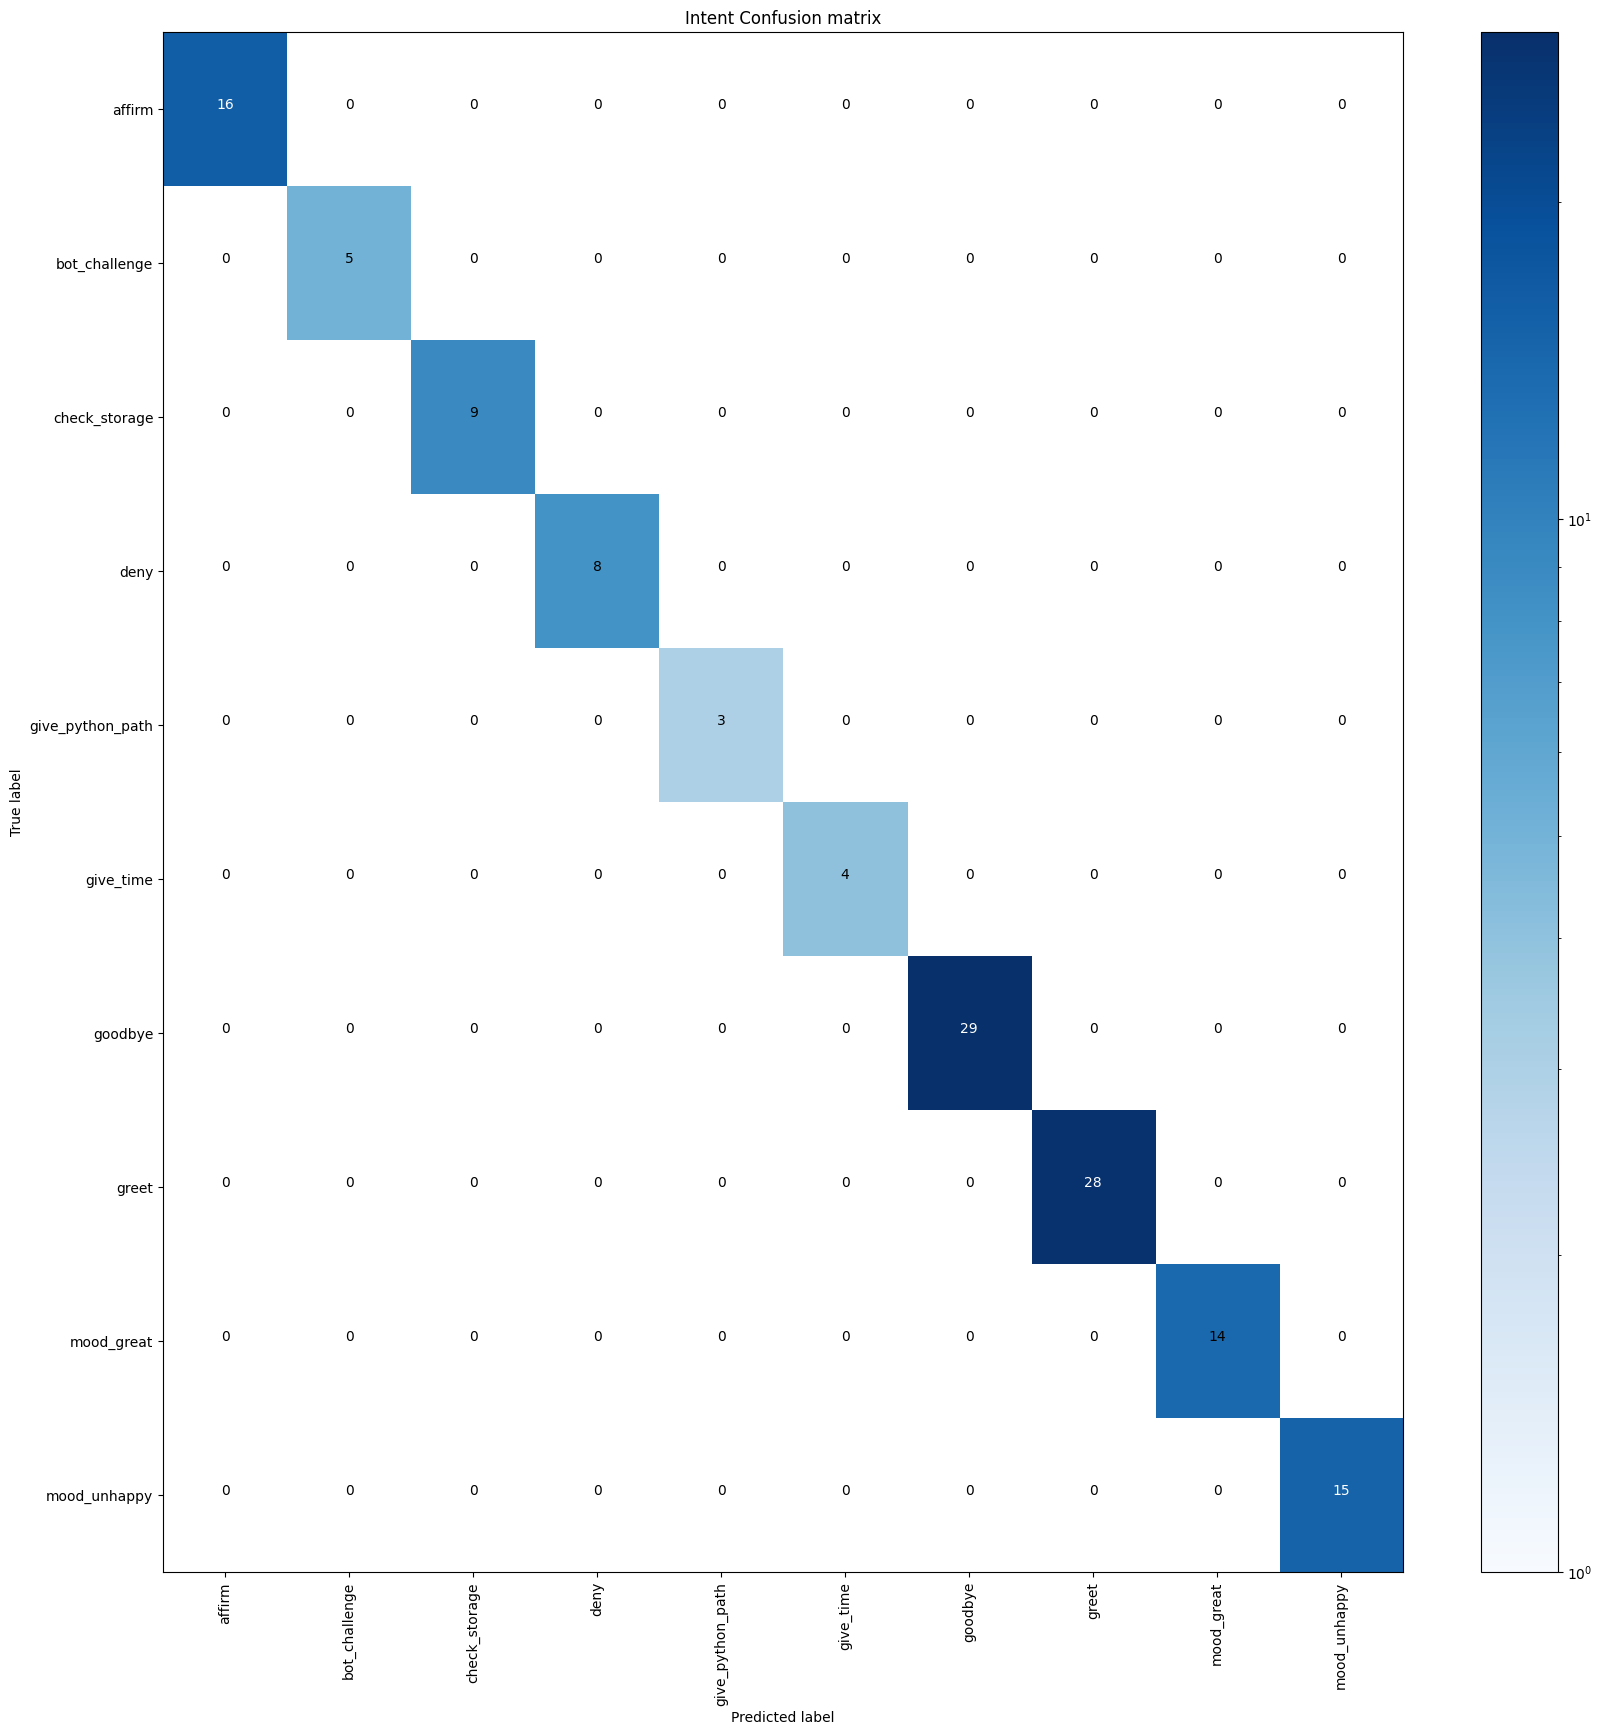 Intent Confusion matrix
affirm 16 0 0 0 0 0 0 0 0 0
bot_challenge 0 5 0 0 0 0 0 0 0 0
check_storage 0 0 9 0 0 0 0 0 0 0
10¹
deny 0 0 0 8 0 0 0 0 0 0
give_python_path 0 0 0 0 3 0 0 0 0 0
True label
give_time 0 0 0 0 0 4 0 0 0 0
goodbye 0 0 0 0 0 0 29 0 0 0
greet 0 0 0 0 0 0 0 28 0 0
mood_great 0 0 0 0 0 0 0 0 14 0
mood_unhappy 0 0 0 0 0 0 0 0 0 15
10⁰
affirm bot_challenge check_storage deny give_python_path give_time goodbye greet mood_great mood_unhappy
Predicted label